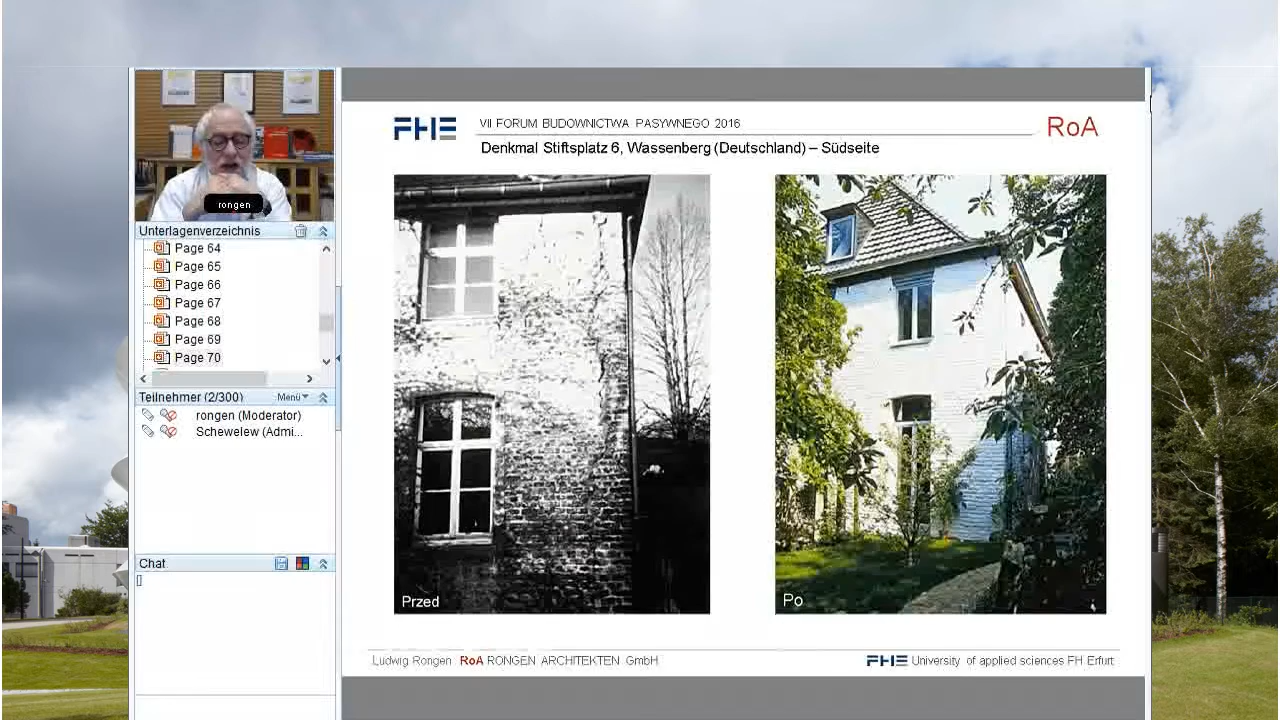 rongen
Unterlagenverzeichnis
Page 64
Page 65
Page 66
Page 67
Page 68
Page 69
Page 70
Teilnehmer (2/300)
Menü
rongen (Moderator)
Schewelew (Admi...
Chat
FHE
VII FORUM BUDOWNICTWA PASYWNEGO 2016
RoA
Denkmal Stiftsplatz 6, Wassenberg (Deutschland) – Südseite
Przed
Po
Ludwig Rongen RoA RONGEN ARCHITEKTEN GmbH
FHE University of applied sciences FH Erfurt